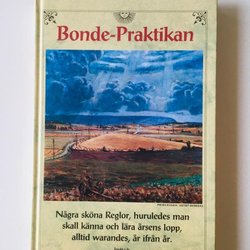 Bonde-Praktikan
Några sköna Reglor, huruledes man
skall känna och lära årsens lopp,
alltid warandes, år ifrån år.